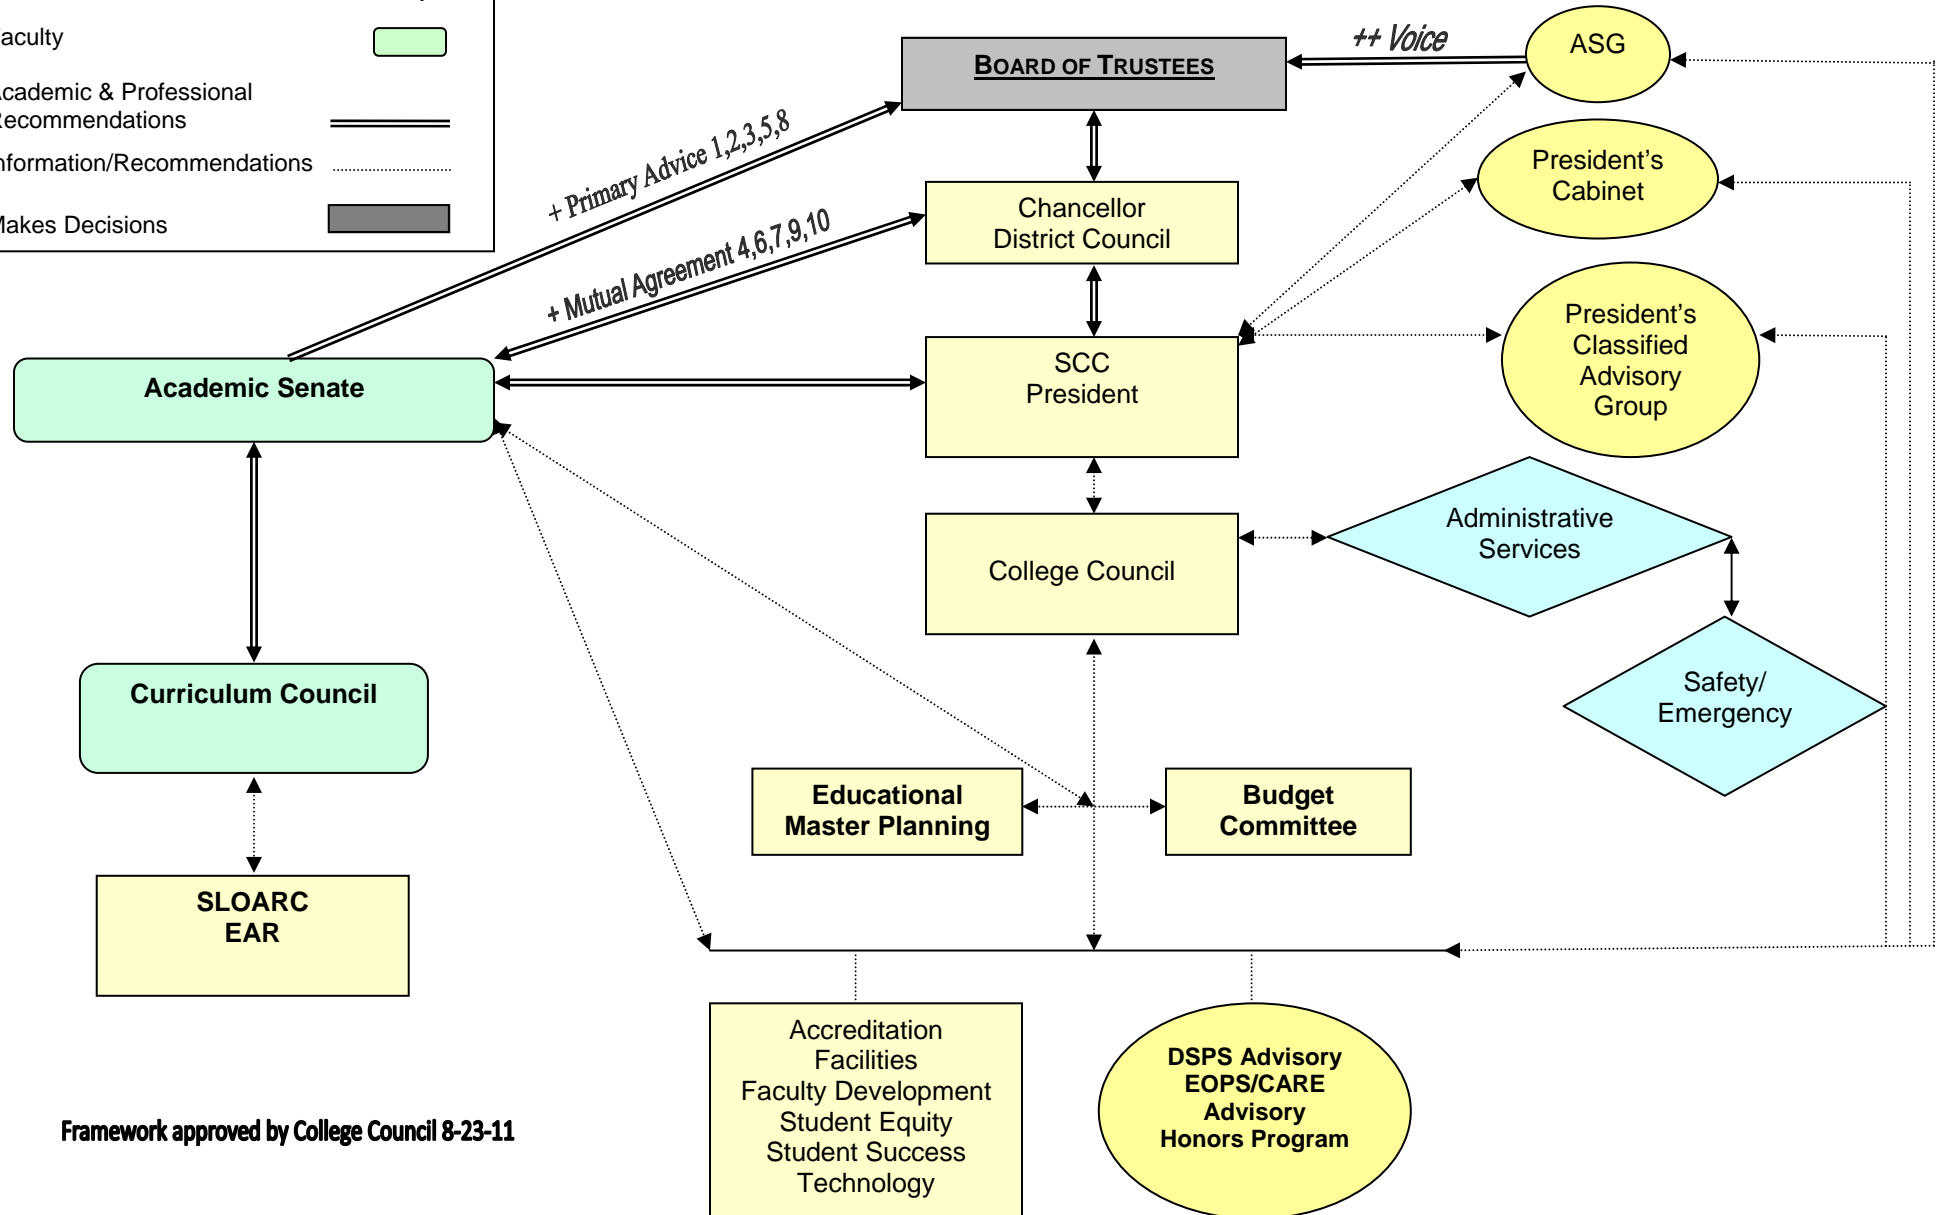 aculty
Academic & Professional
Recommendations
nformation/Recommendations
Makes Decisions
BOARD OF TRUSTEES
++ Voice
ASG
+ Primary Advice 1,2,3,5,8
President’s
Cabinet
Chancellor
District Council
+ Mutual Agreement 4,6,7,9,10
President’s
Classified
Advisory
Group
SCC
President
Academic Senate
Administrative
Services
College Council
Safety/
Emergency
Curriculum Council
Educational
Master Planning
Budget
Committee
SLOARC
EAR
Accreditation
Facilities
Faculty Development
Student Equity
Student Success
Technology
DSPS Advisory
EOPS/CARE
Advisory
Honors Program
Framework approved by College Council 8-23-11